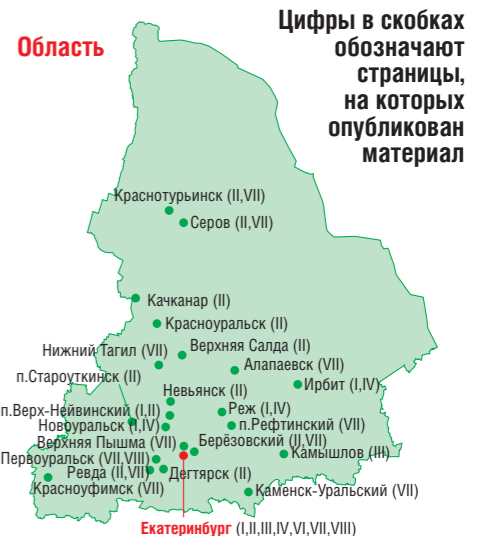 Область
Цифры в скобках
обозначают
страницы,
на которых
опубликован
материал
Краснотурьинск (II,VII)
Серов (II,VII)
Качканар (II)
Красноуральск (II)
Верхняя Салда (II)
Нижний Тагил (VII)
Алапаевск (VII)
п.Староуткинск (II)
Ирбит (I,IV)
Невьянск (II)
п.Верх-Нейвинский (I,II)
Реж (I,IV)
Новоуральск (I,IV)
п.Рефтинский (VII)
Верхняя Пышма (VII)
Берёзовский (II,VII)
Камышлов (III)
Первоуральск (VII,VIII)
Ревда (II,VII)
Дегтярск (II)
Красноуфимск (VII)
Каменск-Уральский (VII)
Екатеринбург (I,II,III,IV,VI,VII,VIII)